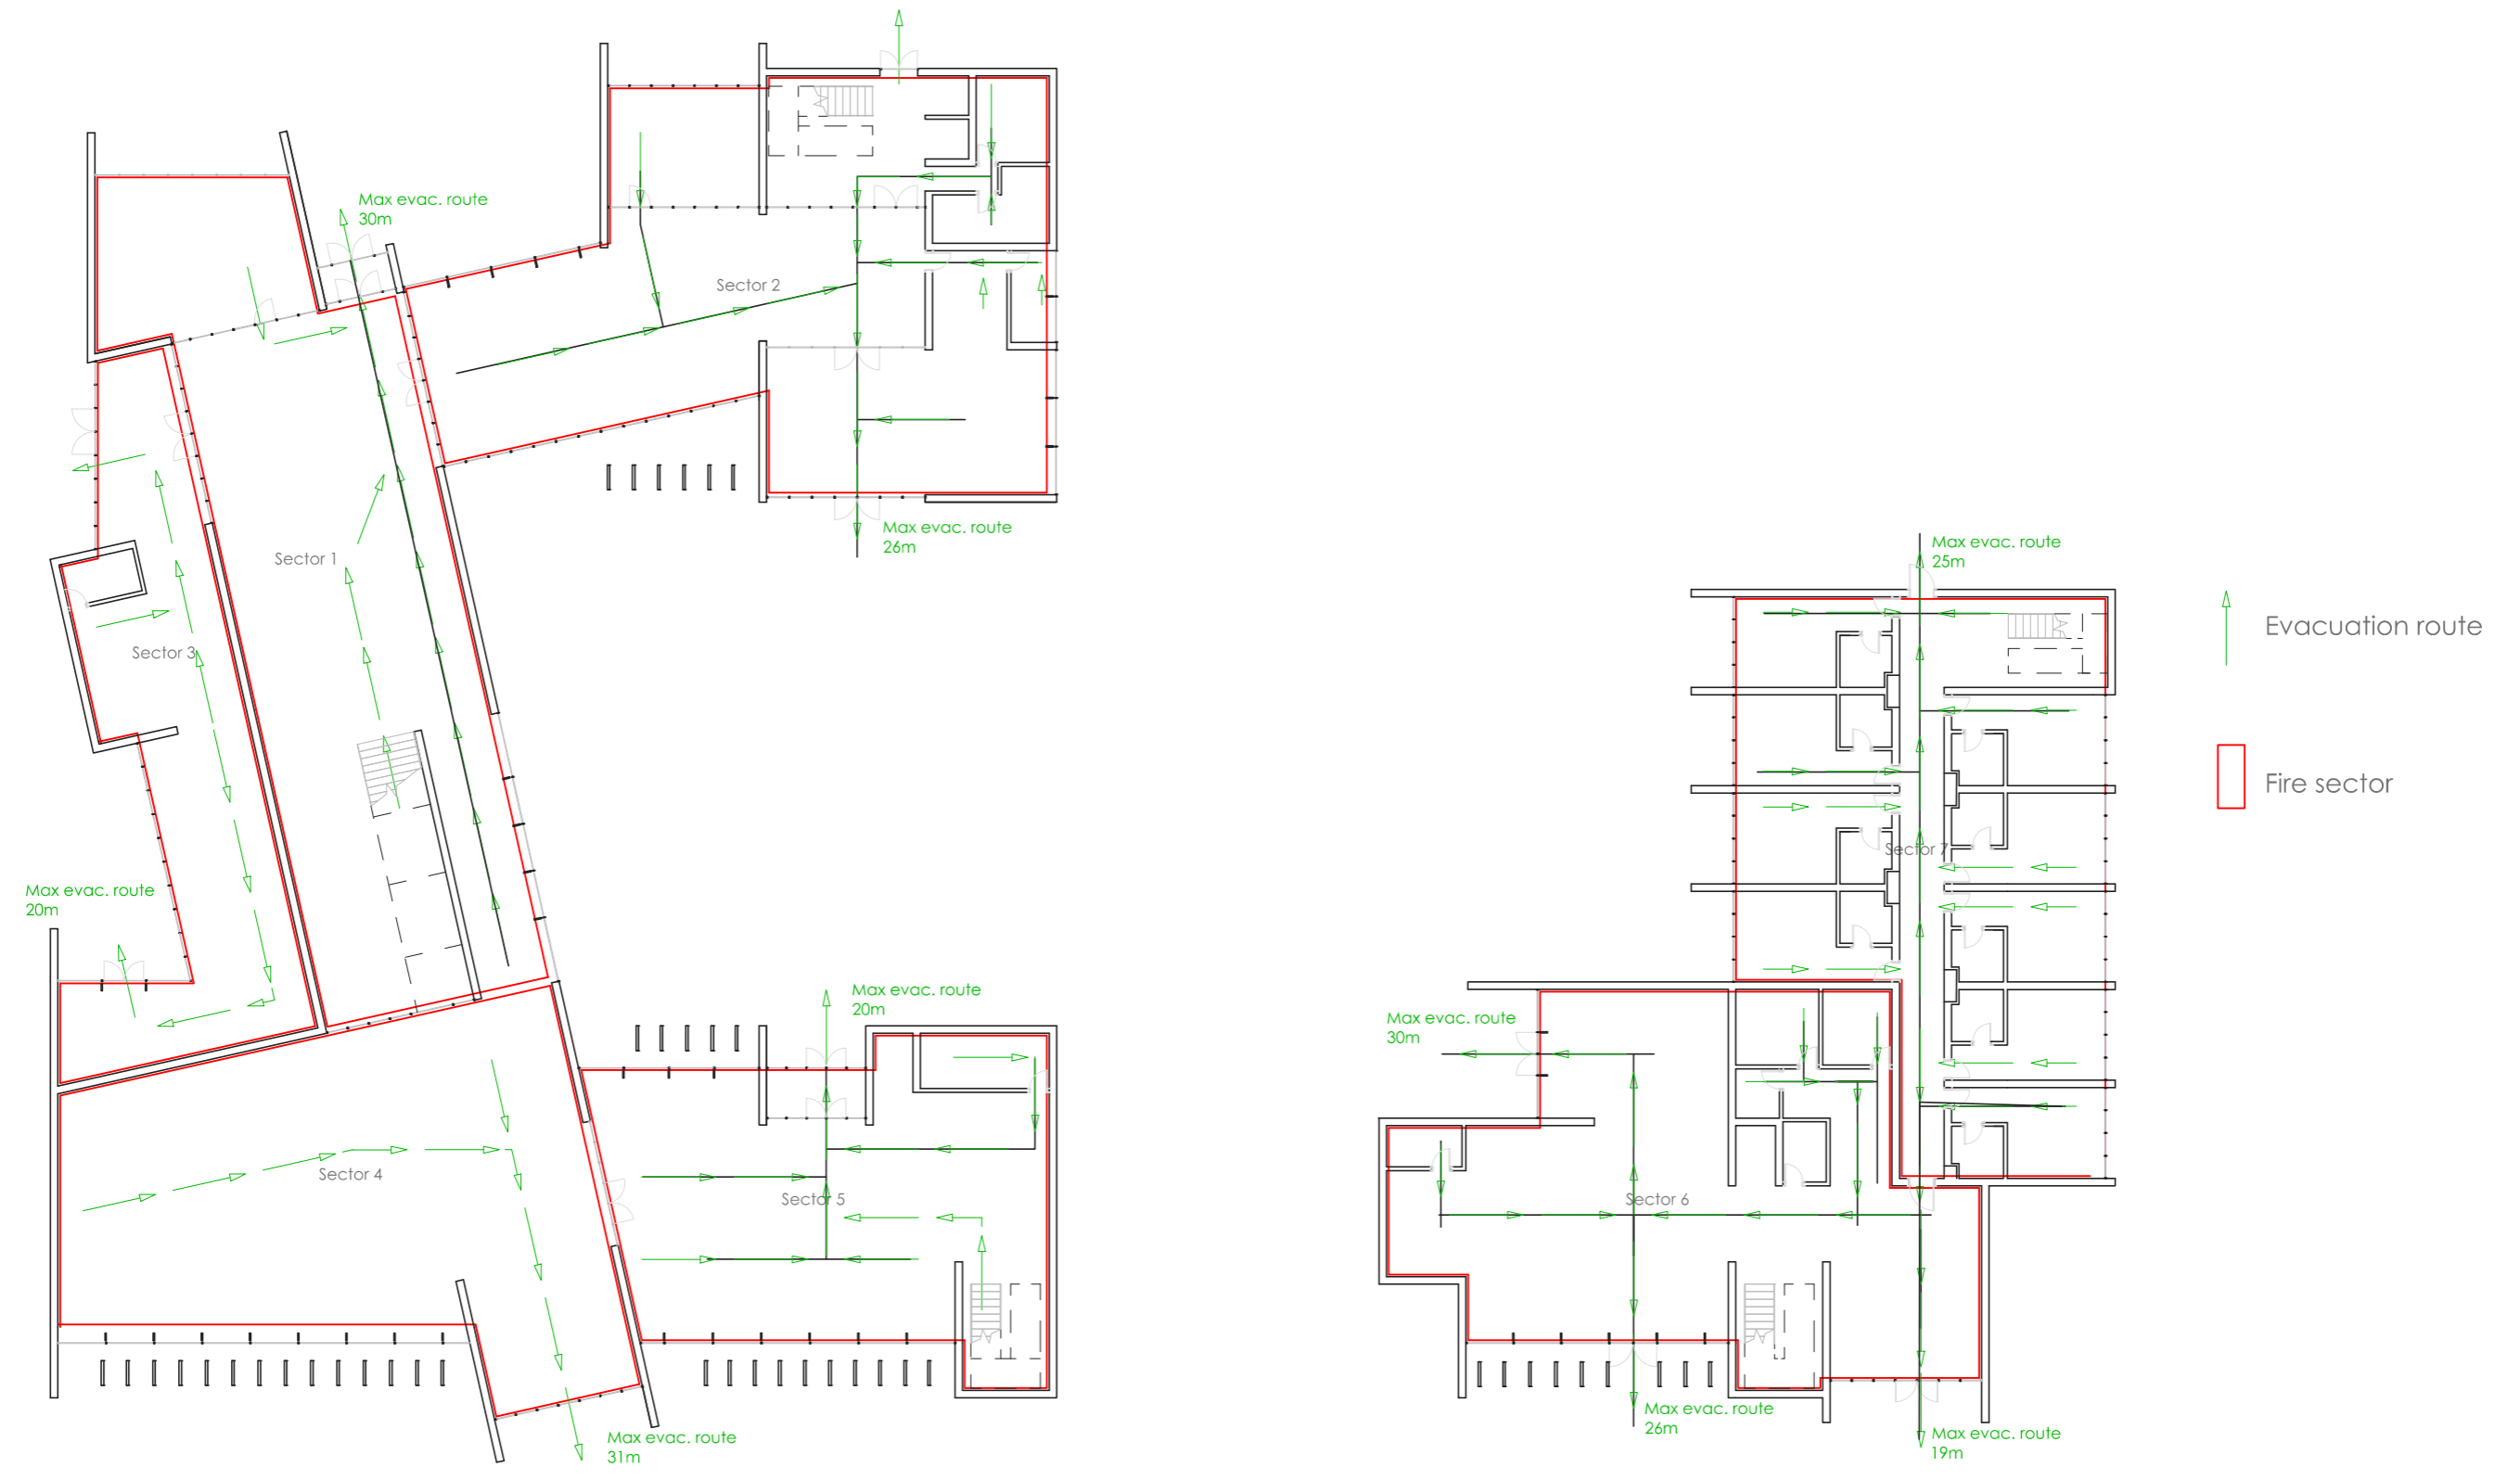 Max evac. route
30m
Sector 2
Max evac. route
26m
Sector 1
Sector 3
Max evac. route
20m
Max evac. route
20m
Sector 4
Sector 5
Max evac. route
31m
Max evac. route
25m
Sector 7
Max evac. route
30m
Sector 6
Max evac. route
26m
Max evac. route
19m
Evacuation route
Fire sector